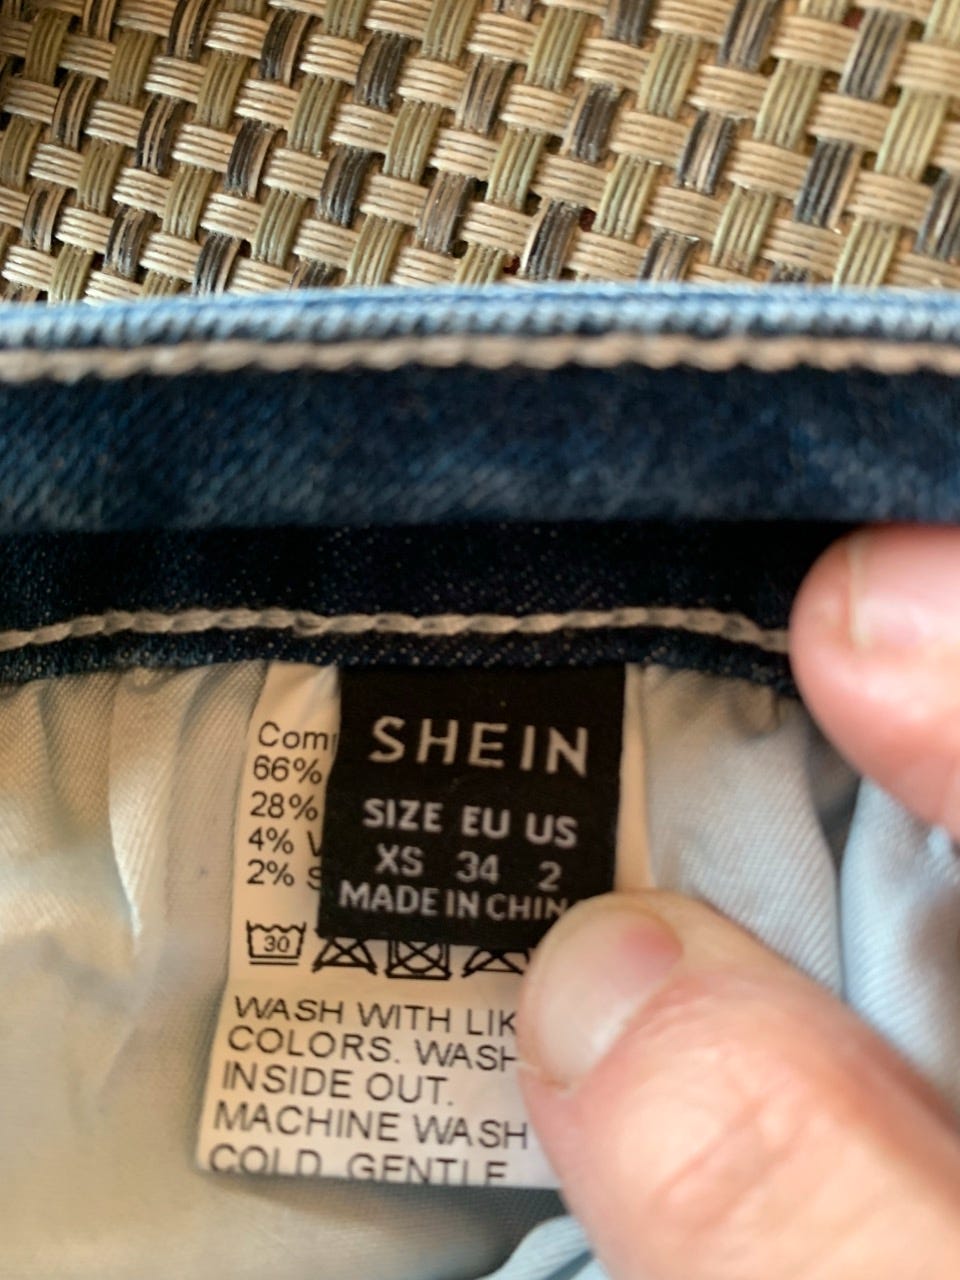 SHEIN
SIZE EU US
XS 34 2
MADE IN CHIN
Com
66%
28%
4% V
2% S
30
WASH WITH LIK
COLORS. WASH
INSIDE OUT.
MACHINE WASH
COLD GENTLE